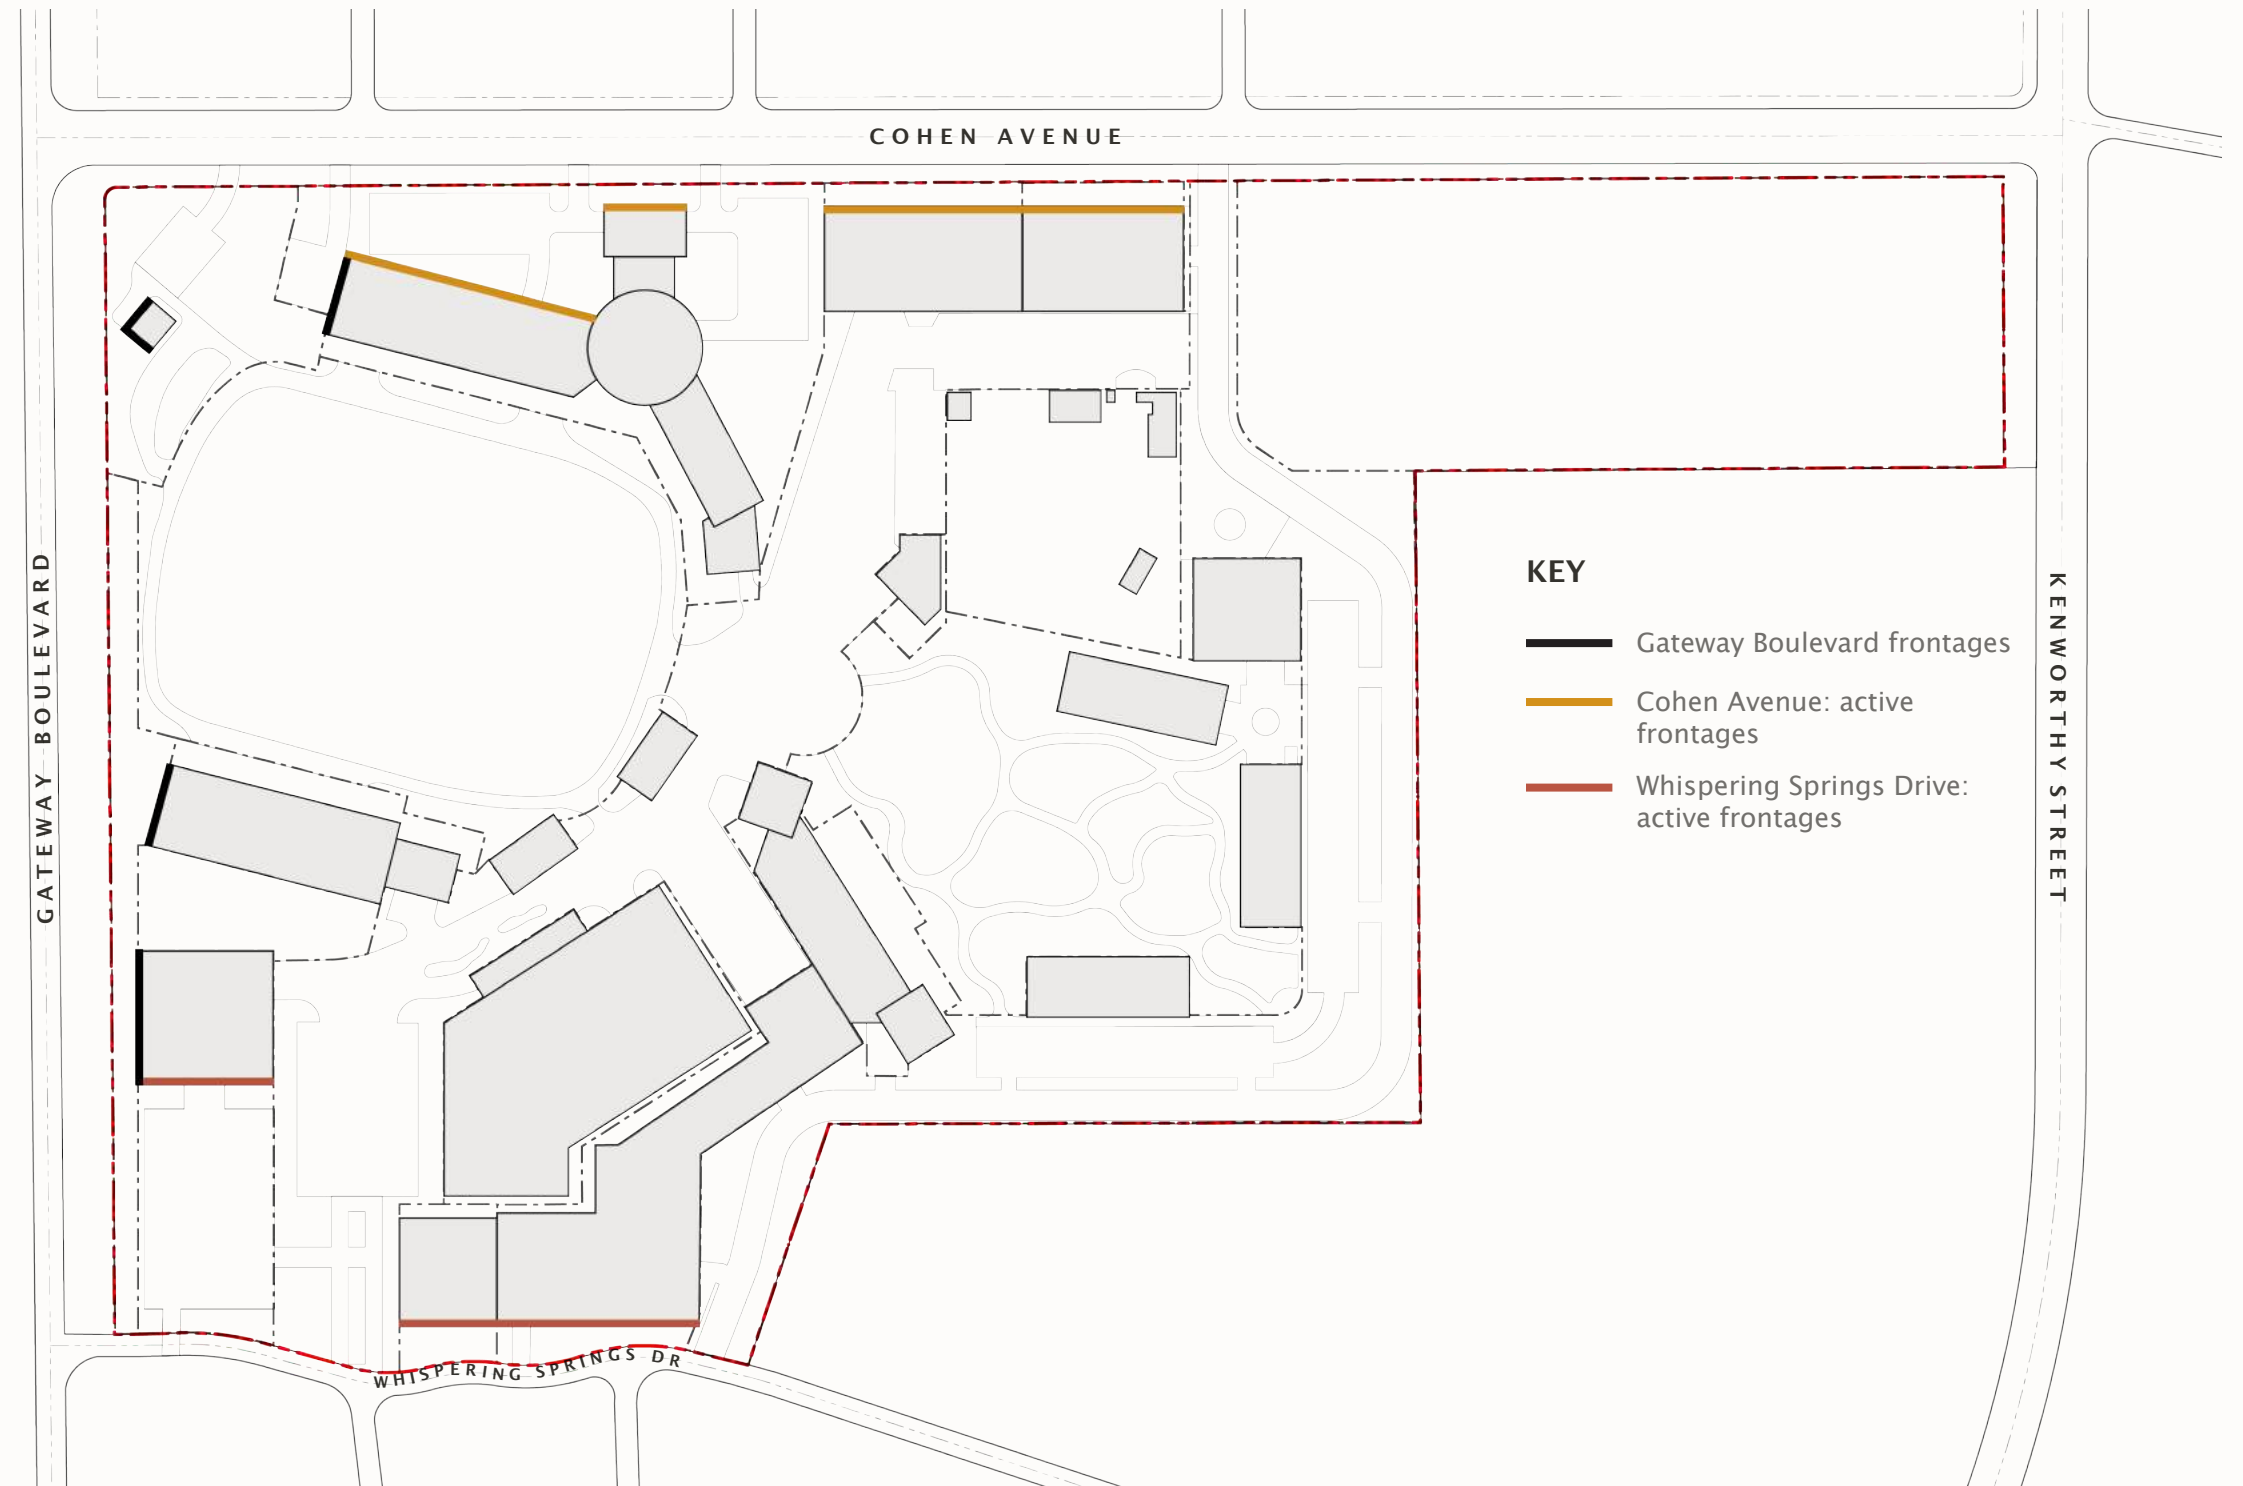 COHEN AVENUE
GATEWAY BOULEVARD
KENWORTHY STREET
KEY
Gateway Boulevard frontages
Cohen Avenue: active
frontages
Whispering Springs Drive:
active frontages
WHISPERING SPRINGS DR